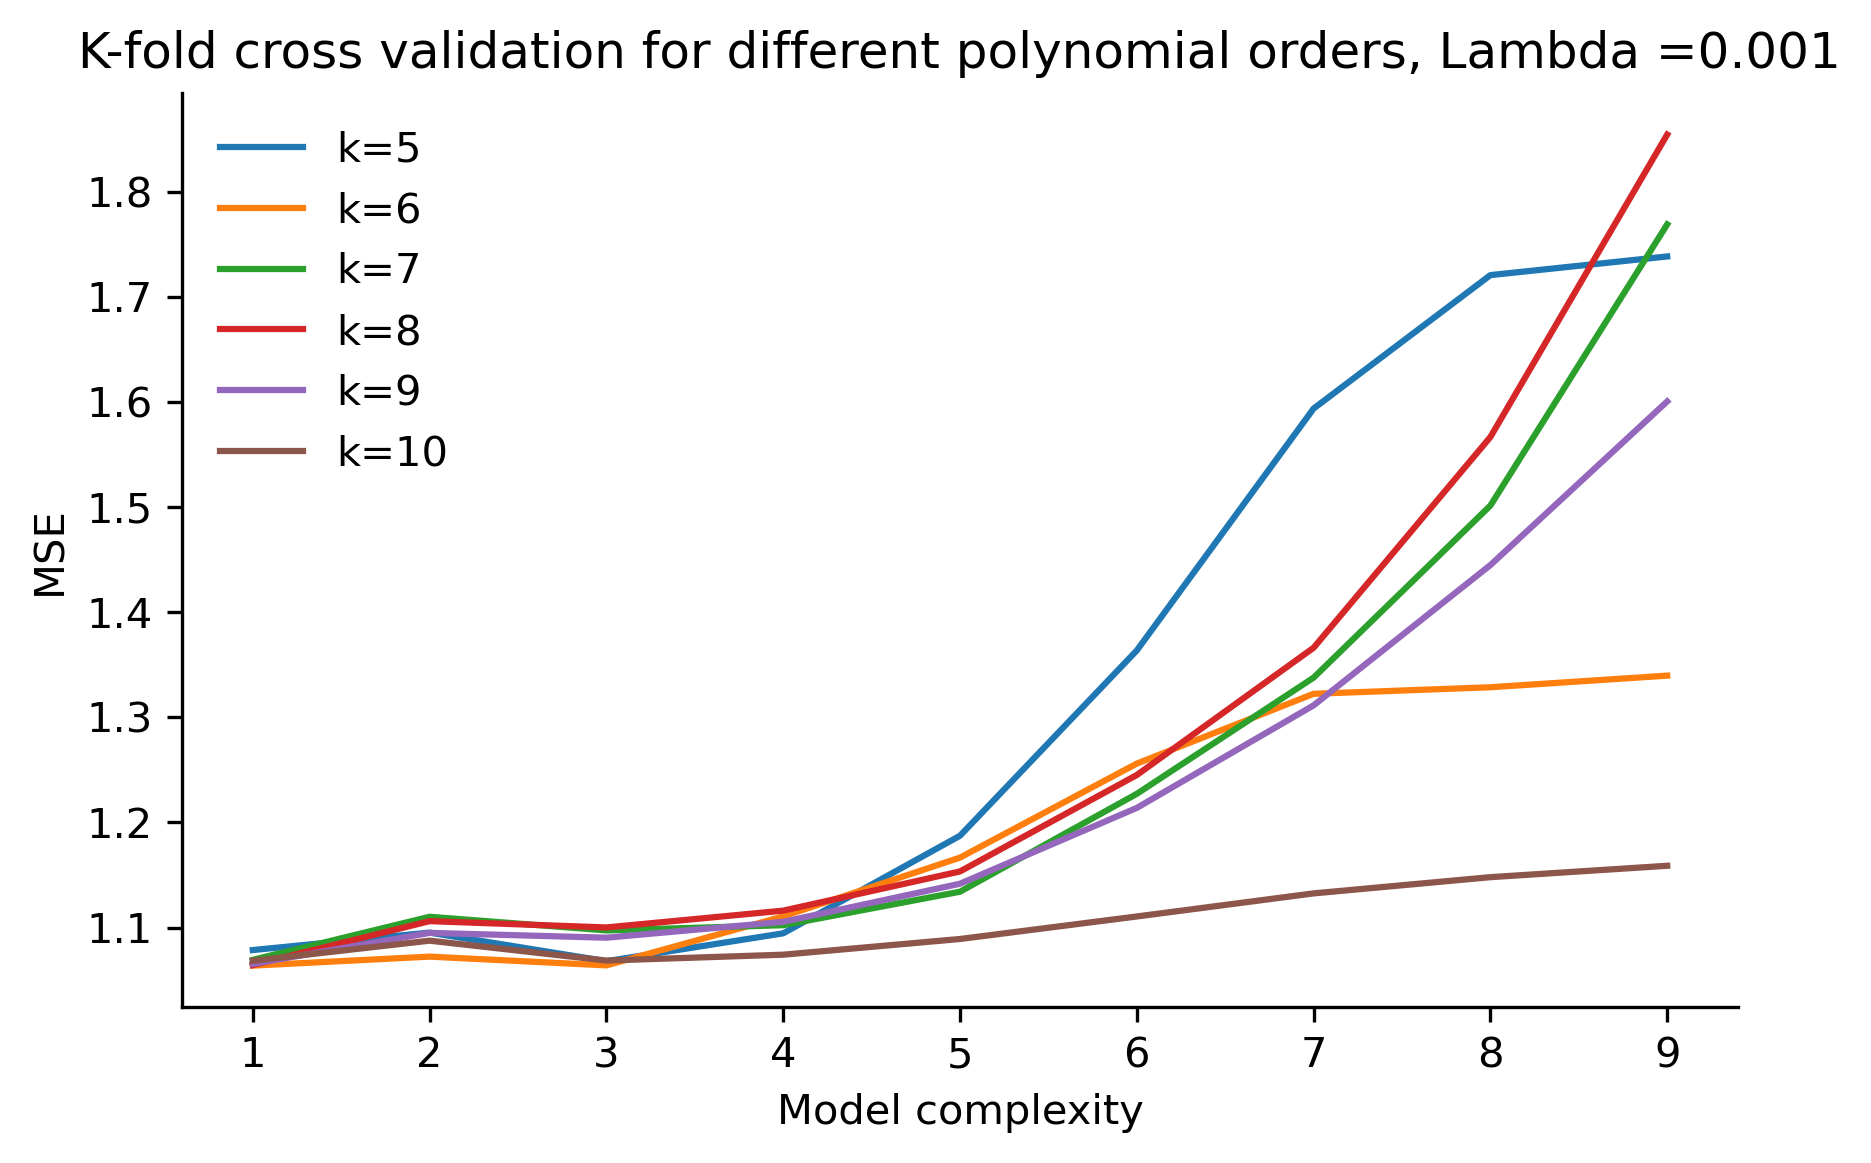 K-fold cross validation for different polynomial orders, Lambda =0.001
k=5
k=6
k=7
k=8
k=9
k=10
MSE
1.8
1.7
1.6
1.5
1.4
1.3
1.2
1.1
1 2 3 4 5 6 7 8 9
Model complexity